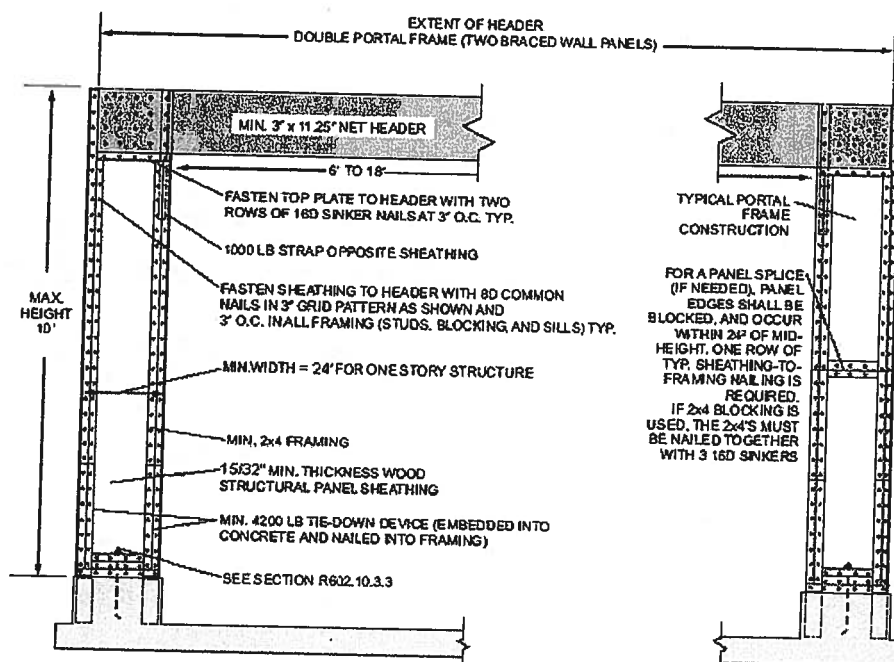 EXTENT OF HEADER
DOUBLE PORTAL FRAME (TWO BRACED WALL PANELS)
MIN. 3" x 11.25" NET HEADER
6' TO 18'
FASTEN TOP PLATE TO HEADER WITH TWO
ROWS OF 16D SINKER NAILS AT 3" O.C. TYP.
1000 LB STRAP OPPOSITE SHEATHING
FASTEN SHEATHING TO HEADER WITH 8D COMMON
NAILS IN 3" GRID PATTERN AS SHOWN AND
3" O.C. IN ALL FRAMING (STUDS, BLOCKING, AND SILLS) TYP.
MAX.
HEIGHT
10'
MIN. WIDTH = 24" FOR ONE STORY STRUCTURE
MIN. 2x4 FRAMING
15/32" MIN. THICKNESS WOOD
STRUCTURAL PANEL SHEATHING
MIN. 4200 LB TIE-DOWN DEVICE (EMBEDDED INTO
CONCRETE AND NAILED INTO FRAMING)
SEE SECTION R602.10.3.3
TYPICAL PORTAL
FRAME
CONSTRUCTION
FOR A PANEL SPLICE
(IF NEEDED), PANEL
EDGES SHALL BE
BLOCKED, AND OCCUR
WITHIN 24" OF MID-
HEIGHT. ONE ROW OF
TYP. SHEATHING-TO-
FRAMING NAILING IS
REQUIRED.
IF 2x4 BLOCKING IS
USED, THE 2x4'S MUST
BE NAILED TOGETHER
WITH 3 16D SINKERS